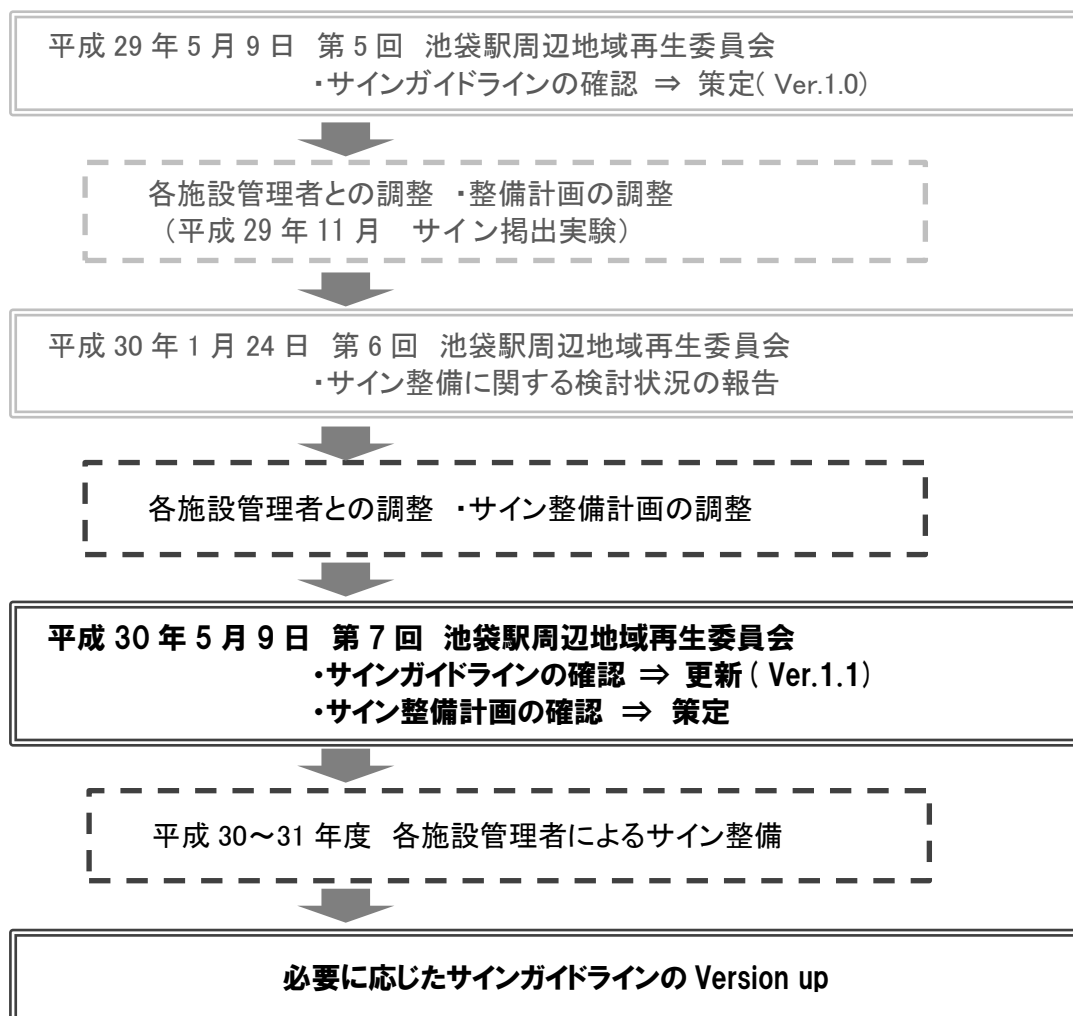 平成 29 年 5 月 9 日 第 5 回 池袋駅周辺地域再生委員会
・サインガイドラインの確認 ⇒ 策定( Ver.1.0)
各施設管理者との調整 ・整備計画の調整
(平成 29 年 11 月 サイン掲出実験)
平成 30 年 1 月 24 日 第 6 回 池袋駅周辺地域再生委員会
・サイン整備に関する検討状況の報告
各施設管理者との調整 ・サイン整備計画の調整
平成 30 年 5 月 9 日 第 7 回 池袋駅周辺地域再生委員会
・サインガイドラインの確認 ⇒ 更新( Ver.1.1)
・サイン整備計画の確認 ⇒ 策定
平成 30～31 年度 各施設管理者によるサイン整備
必要に応じたサインガイドラインの Version up